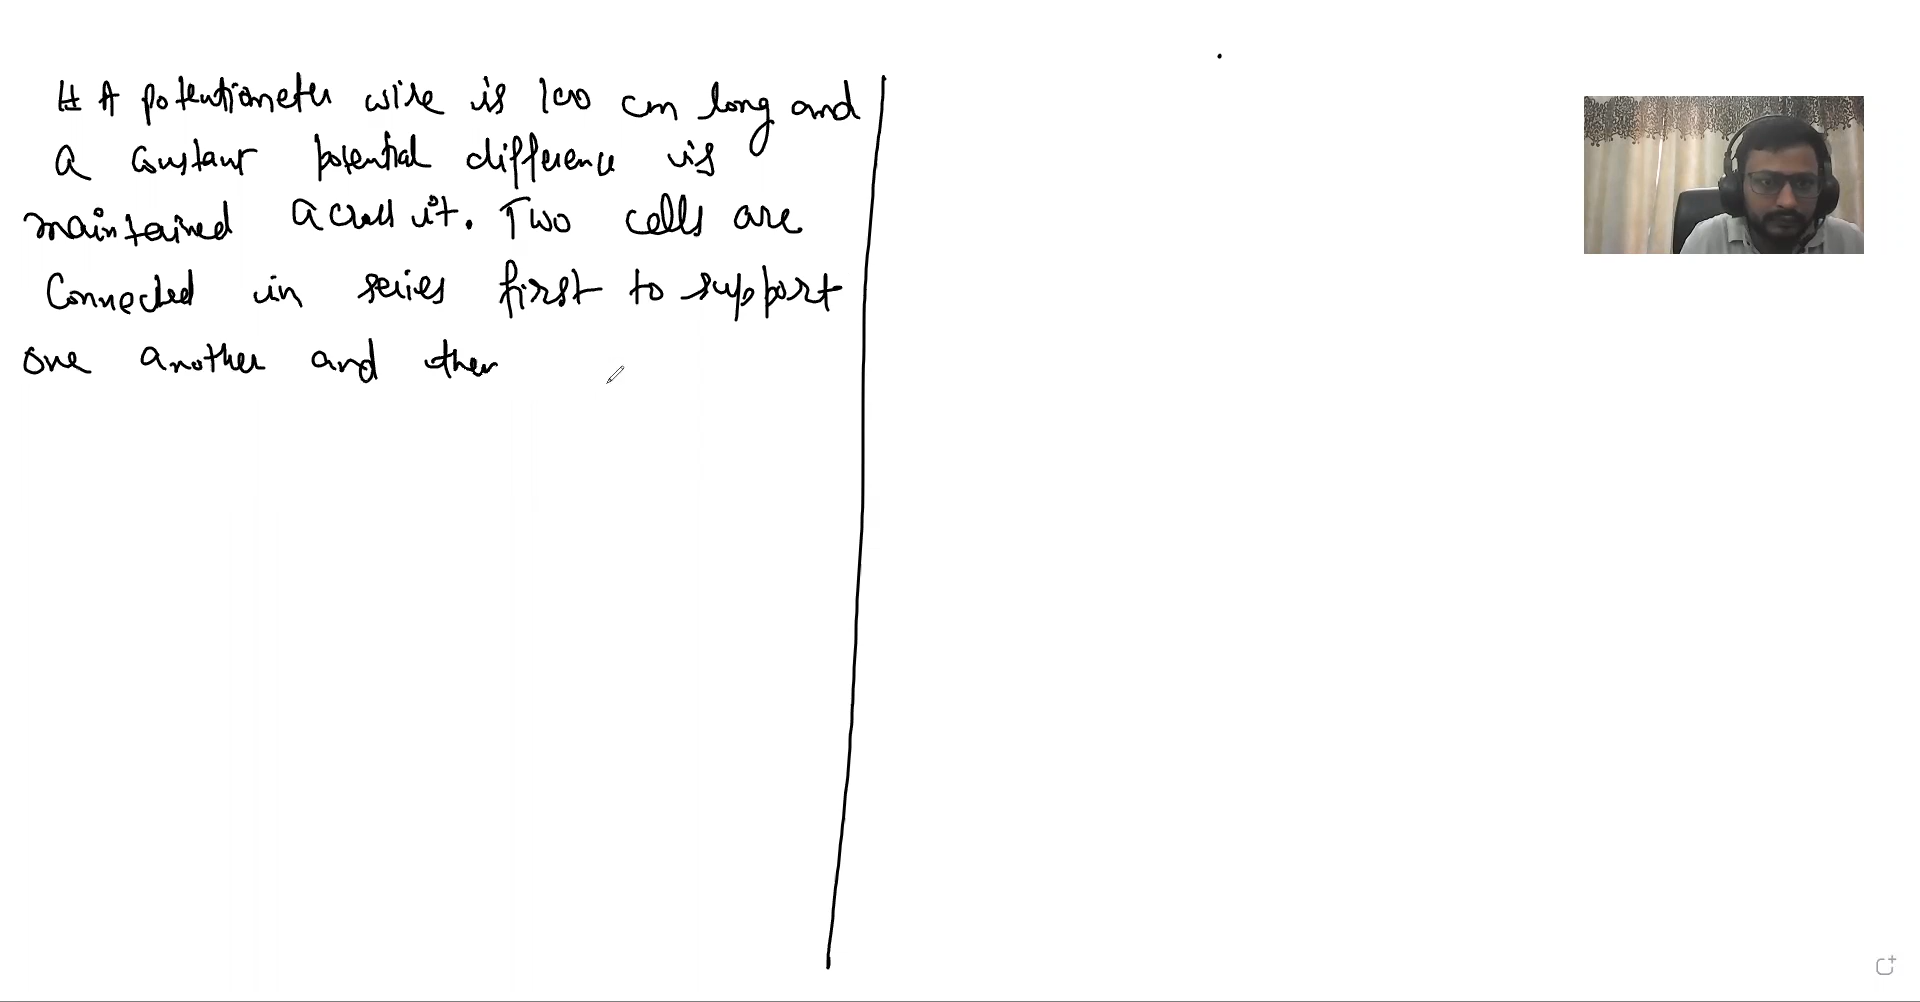 # A potentiometer wire is 100 cm long and
a constant potential difference is
maintained across it. Two cells are
Connected in series first to support
one another and then